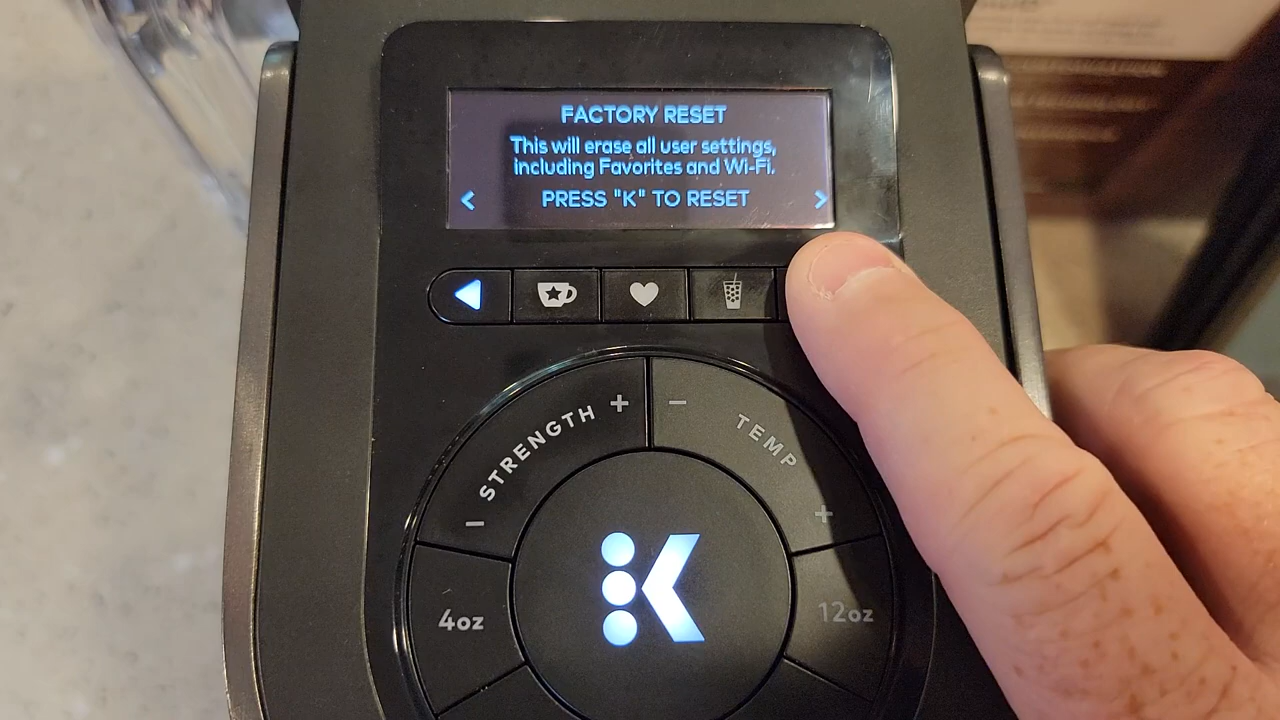 FACTORY RESET
This will erase all user settings,
including Favorites and Wi-Fi.
< PRESS "K" TO RESET >
− STRENGTH +
− TEMP +
K
4oz
12oz